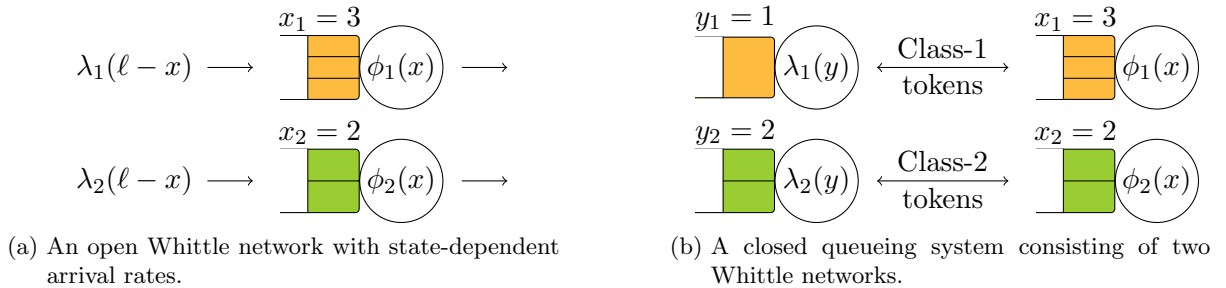 x₁ = 3
λ₁(ℓ − x)
ϕ₁(x)
x₂ = 2
λ₂(ℓ − x)
ϕ₂(x)
(a) An open Whittle network with state-dependent
arrival rates.
y₁ = 1
x₁ = 3
λ₁(y)
Class-1
tokens
ϕ₁(x)
y₂ = 2
x₂ = 2
λ₂(y)
Class-2
tokens
ϕ₂(x)
(b) A closed queueing system consisting of two
Whittle networks.